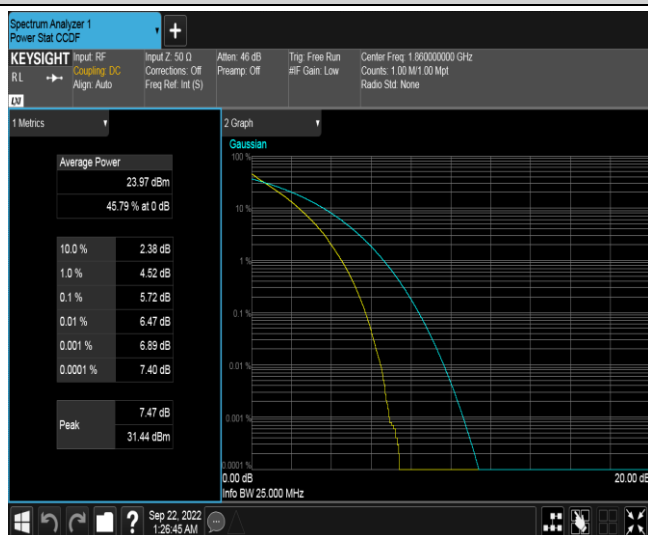 Spectrum Analyzer 1
Power Stat CCDF
+
KEYSIGHT
RL
LXI
Input: RF
Coupling: DC
Align: Auto
Input Z: 50 Ω
Corrections: Off
Freq Ref: Int (S)
Atten: 46 dB
Preamp: Off
Trig: Free Run
#IF Gain: Low
Center Freq: 1.860000000 GHz
Counts: 1.00 M/1.00 Mpt
Radio Std: None
1 Metrics
Average Power
23.97 dBm
45.79 % at 0 dB
10.0 % 2.38 dB
1.0 % 4.52 dB
0.1 % 5.72 dB
0.01 % 6.47 dB
0.001 % 6.89 dB
0.0001 % 7.40 dB
Peak
7.47 dB
31.44 dBm
2 Graph
Gaussian
100 %
10 %
1 %
0.1 %
0.01 %
0.001 %
0.0001 %
0.00 dB 20.00 dB
Info BW 25.000 MHz
?
Sep 22, 2022
1:26:45 AM